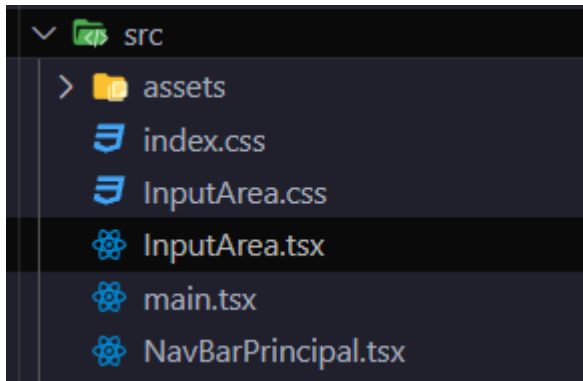 src
assets
index.css
InputArea.css
InputArea.tsx
main.tsx
NavBarPrincipal.tsx